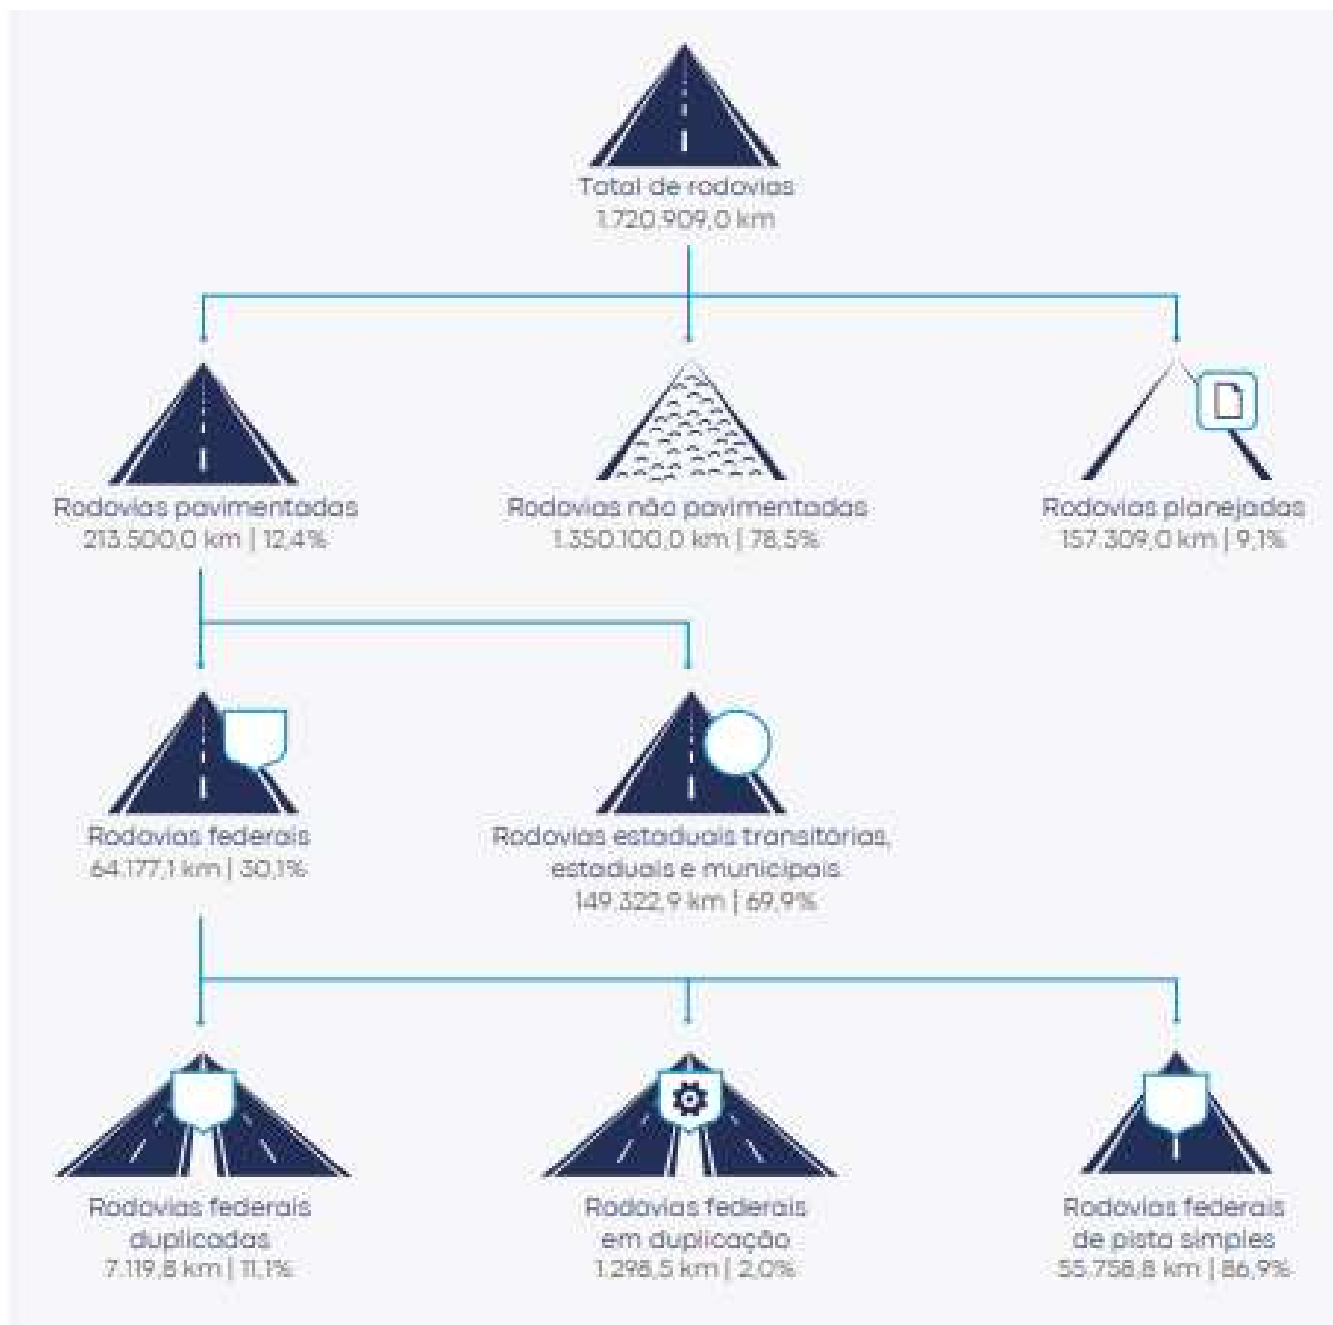 Total de rodovias
1.720.909,0 km
Rodovias pavimentadas
213.500,0 km | 12,4%
Rodovias não pavimentadas
1.350.100,0 km | 78,5%
Rodovias planejadas
157.309,0 km | 9,1%
Rodovias federais
64.177,1 km | 30,1%
Rodovias estaduais transitórias,
estaduais e municipais
149.322,9 km | 69,9%
Rodovias federais
duplicadas
7.119,8 km | 11,1%
Rodovias federais
em duplicação
1.298,5 km | 2,0%
Rodovias federais
de pista simples
55.758,8 km | 86,9%